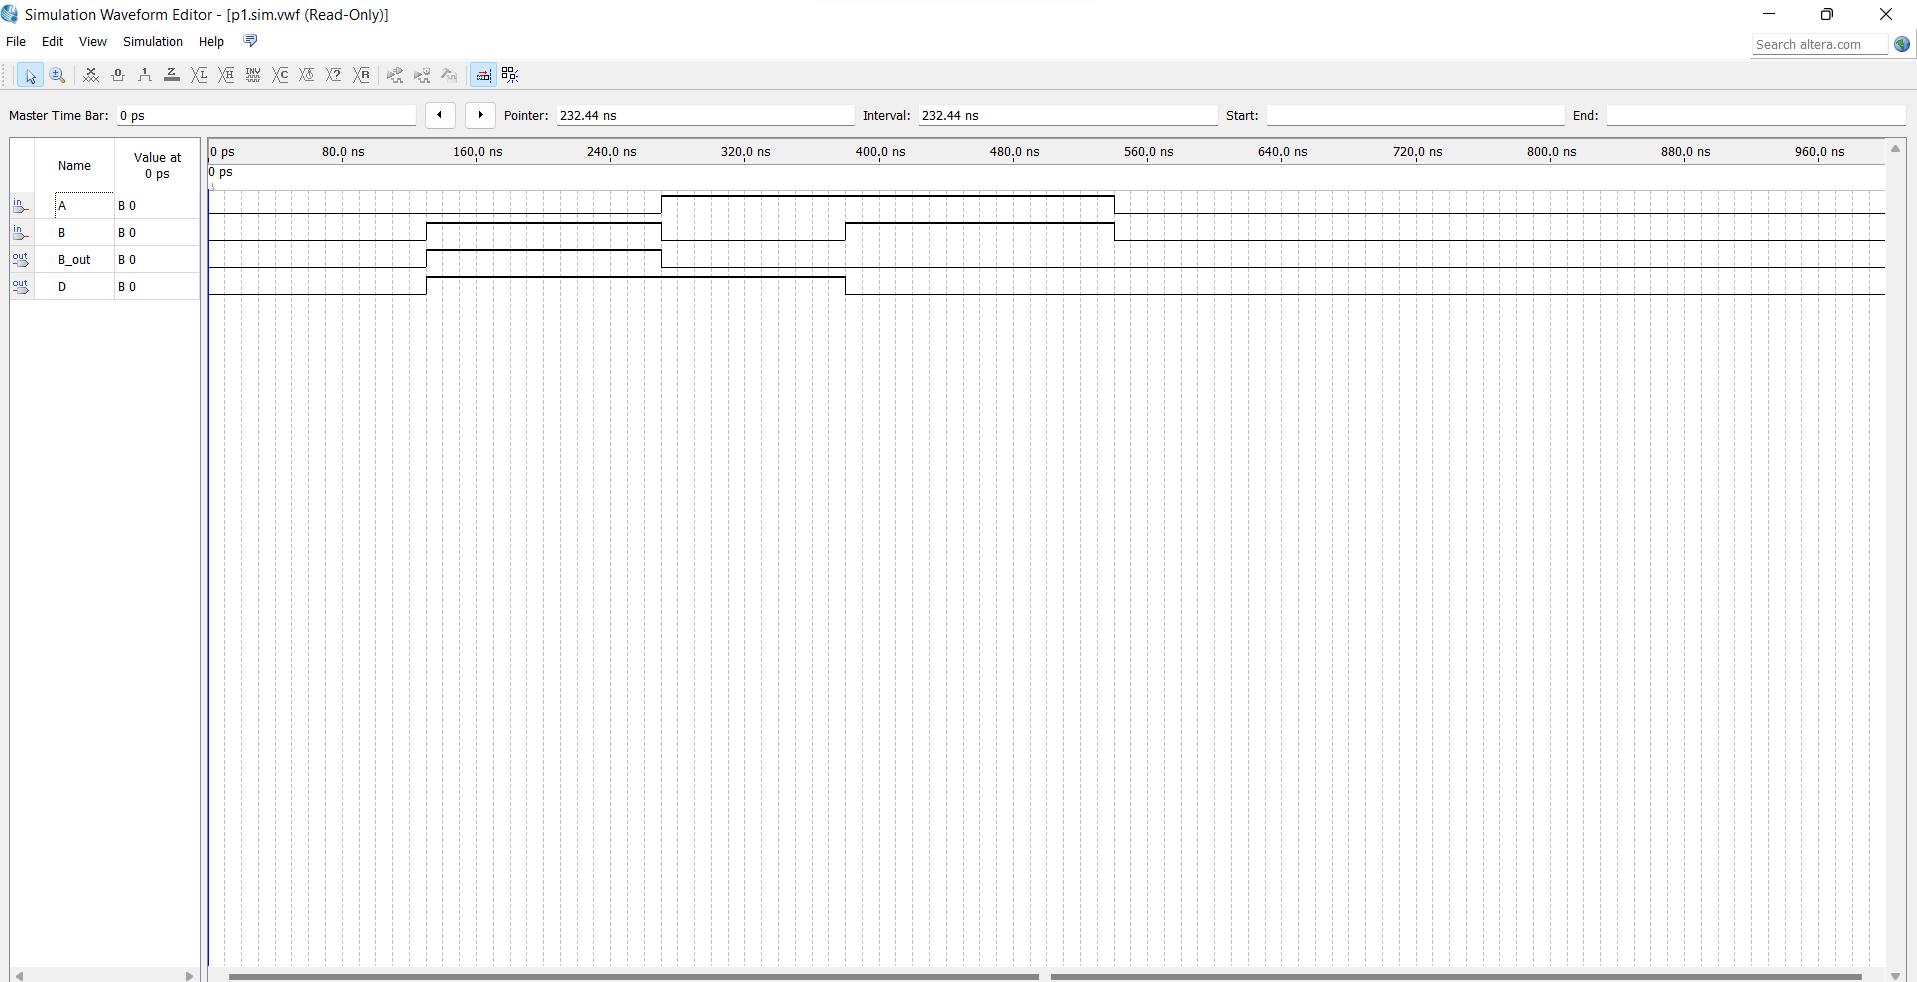 Simulation Waveform Editor - [p1.sim.vwf (Read-Only)]
File Edit View Simulation Help
Search altera.com
0 1 Z L H INV C ? R
Master Time Bar: 0 ps Pointer: 232.44 ns Interval: 232.44 ns Start: End:
Name Value at 0 ps
0 ps 80.0 ns 160.0 ns 240.0 ns 320.0 ns 400.0 ns 480.0 ns 560.0 ns 640.0 ns 720.0 ns 800.0 ns 880.0 ns 960.0 ns
0 ps
in A B 0
in B B 0
out B_out B 0
out D B 0